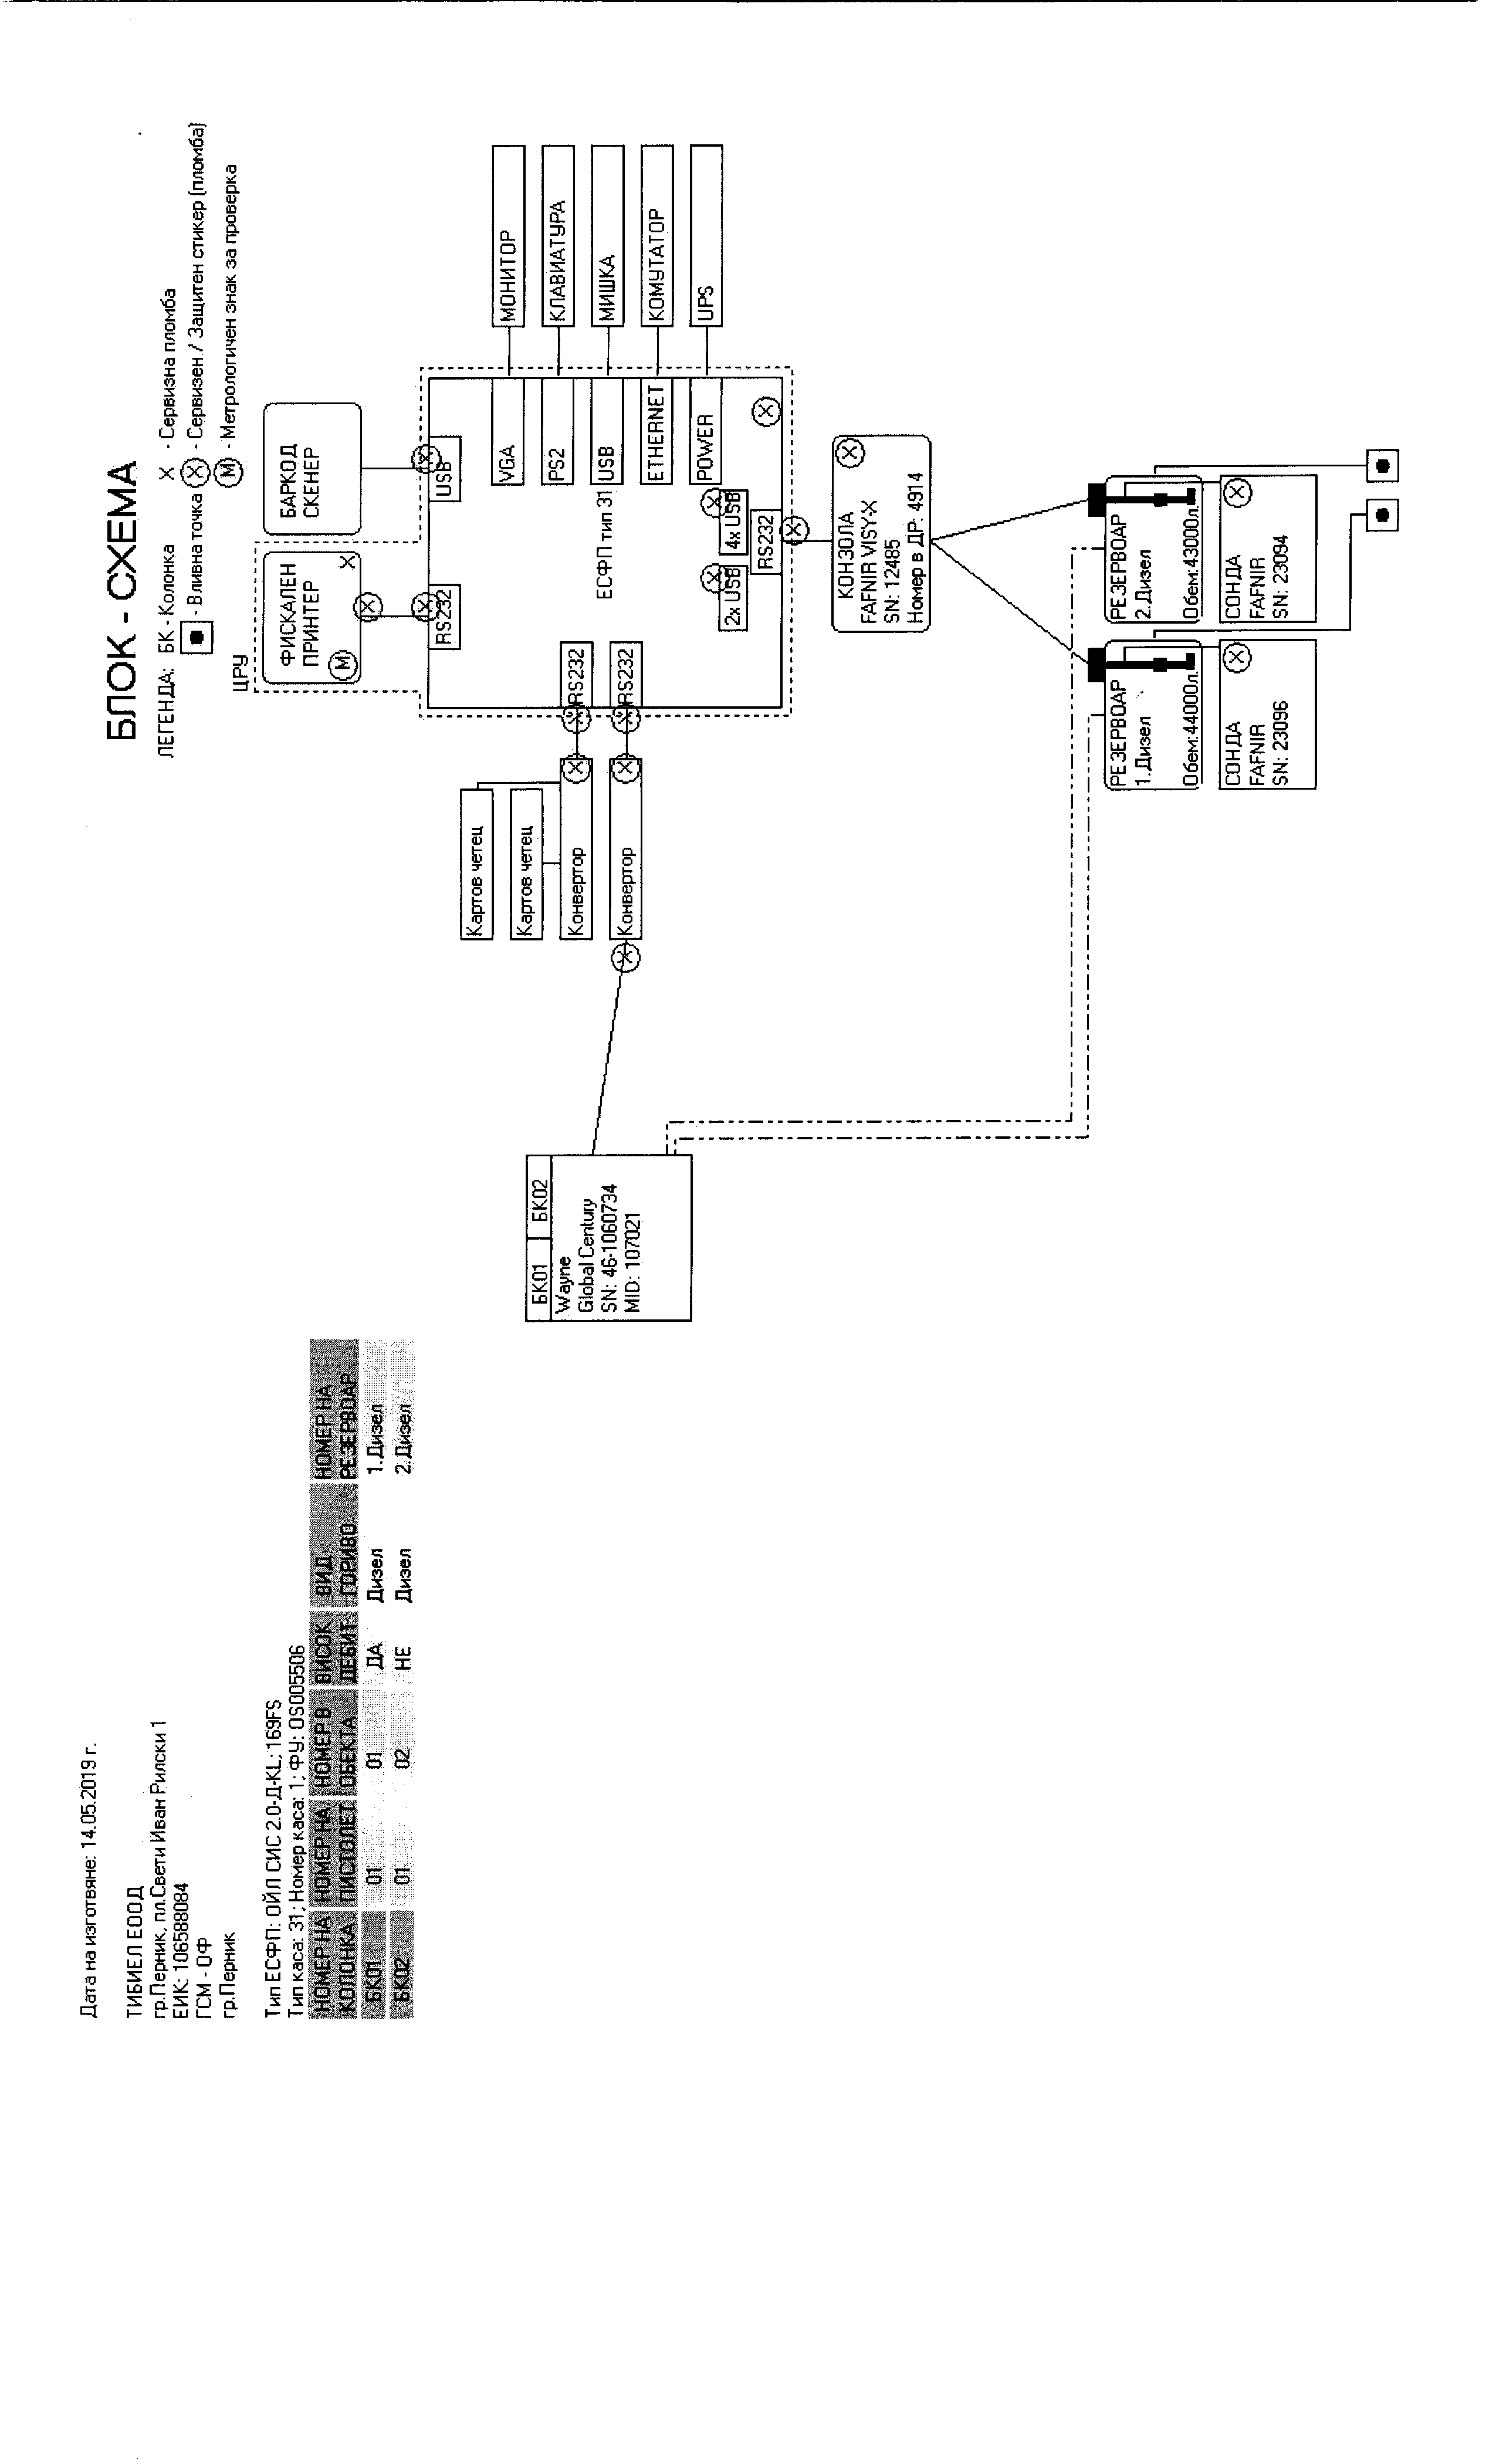 Дата на изготвяне: 14.05.2019 г.
БЛОК - СХЕМА
ТИБИЕЛ ЕООД
гр.Перник, пл.Свети Иван Рилски 1
ЕИК: 106588084
ГСМ - ОФ
гр.Перник
ЛЕГЕНДА: БК - Колонка
X - Сервизна пломба
- Вливна точка
X - Сервизен / Защитен стикер (пломба)
M - Метрологичен знак за проверка
Тип ЕСФП: ОЙЛ СИС 2.0-Д-KL; 169FS
Тип каса: 31; Номер каса: 1; ФУ: OS005506
НОМЕР НА КОЛОНКА НОМЕР НА ПИСТОЛЕТ НОМЕР В ОБЕКТА ВИСОК ДЕБИТ ВИД ГОРИВО НОМЕР НА РЕЗЕРВОАР
БК01 01 01 ДА Дизел 1.Дизел
БК02 01 02 НЕ Дизел 2.Дизел
ЦРУ
ФИСКАЛЕН
ПРИНТЕР
X
M
X
БАРКОД
СКЕНЕР
X
RS232
X
USB
Картов четец
Картов четец
Конвертор
X
X
RS232
Конвертор
X
X
X
RS232
ЕСФП тип 31
VGA
МОНИТОР
PS2
КЛАВИАТУРА
USB
МИШКА
ETHERNET
КОМУТАТОР
POWER
UPS
X
2x USB
X
4x USB
X
RS232
X
БК01
БК02
Wayne
Global Century
SN: 46-1060734
MID: 107021
КОНЗОЛА
FAFNIR VISY-X
SN: 12485
Номер в ДР: 4914
X
РЕЗЕРВОАР
1.Дизел
Обем:44000л.
СОНДА
FAFNIR
SN: 23096
X
РЕЗЕРВОАР
2.Дизел
Обем:43000л.
СОНДА
FAFNIR
SN: 23094
X